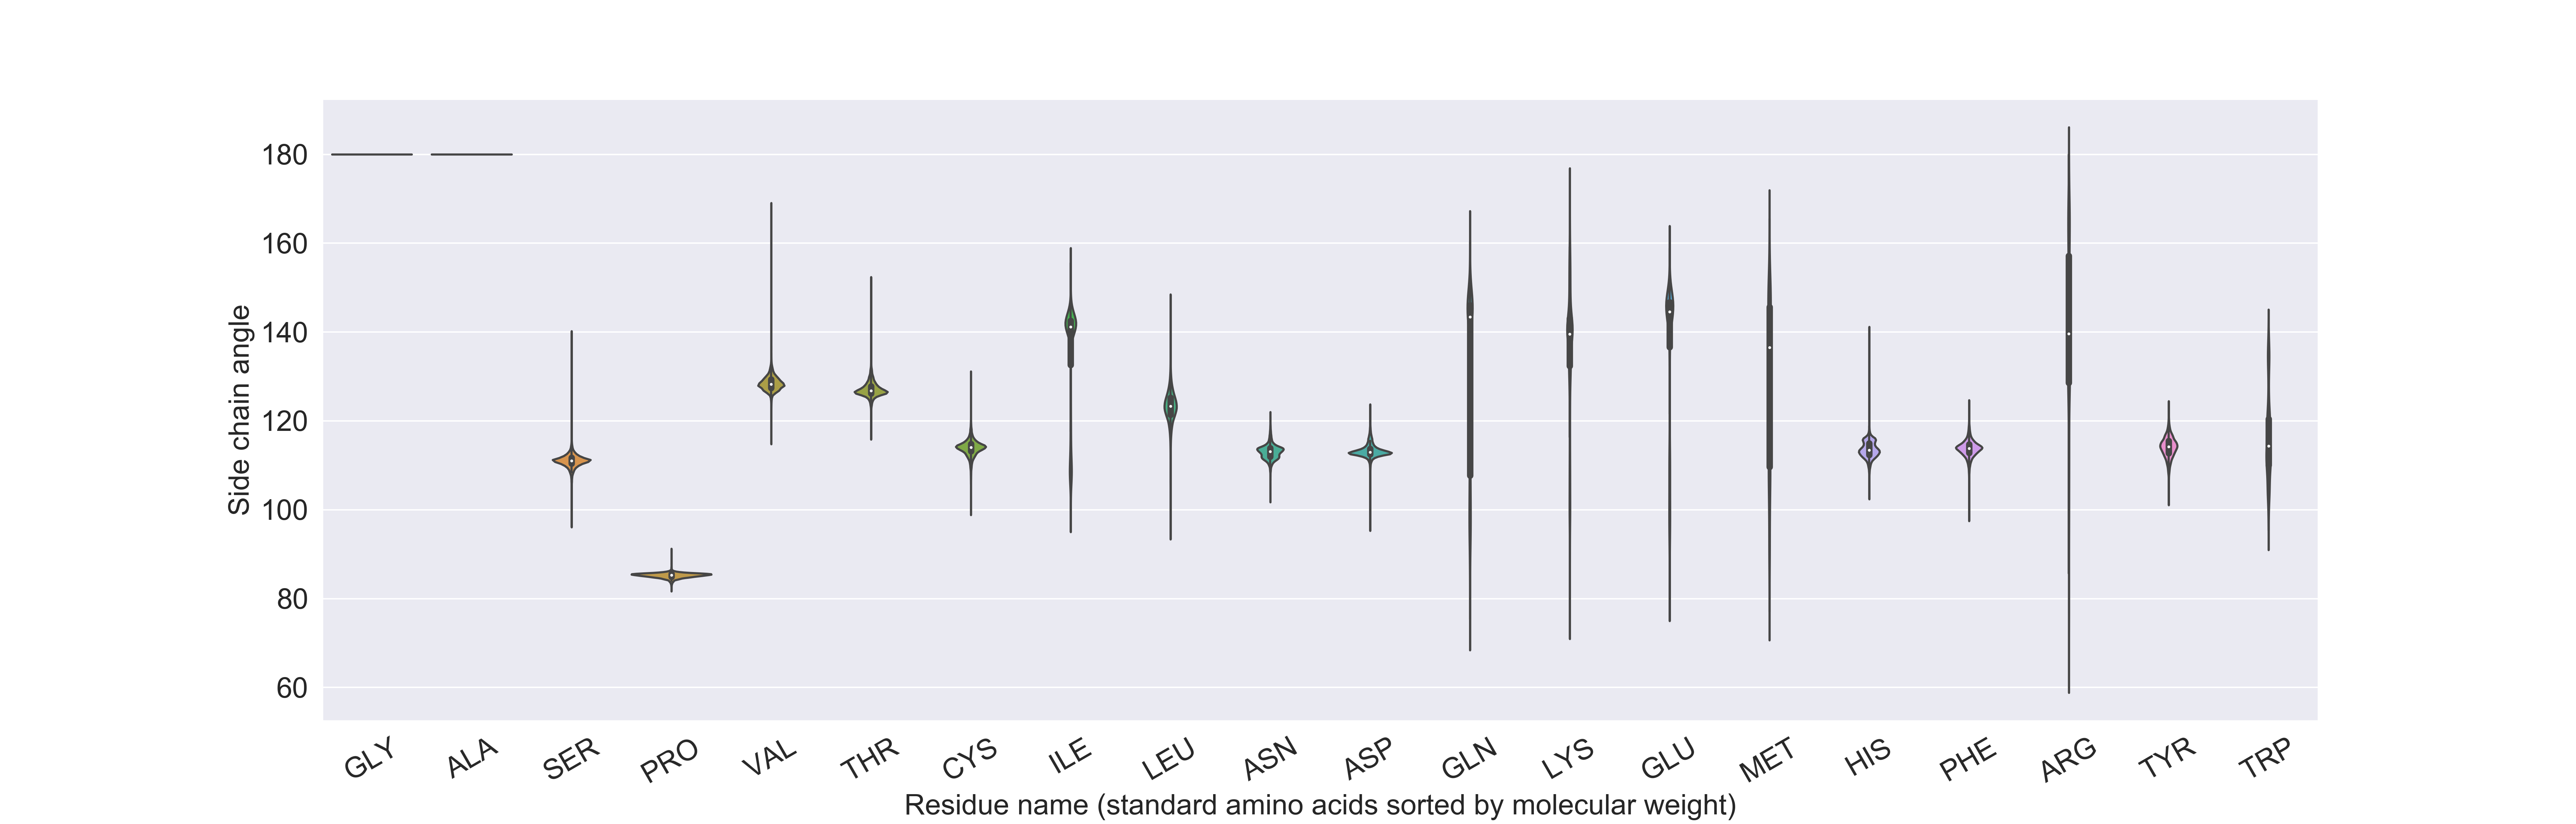 180
160
140
120
100
80
60
Side chain angle
GLY ALA SER PRO VAL THR CYS ILE LEU ASN ASP GLN LYS GLU MET HIS PHE ARG TYR TRP
Residue name (standard amino acids sorted by molecular weight)